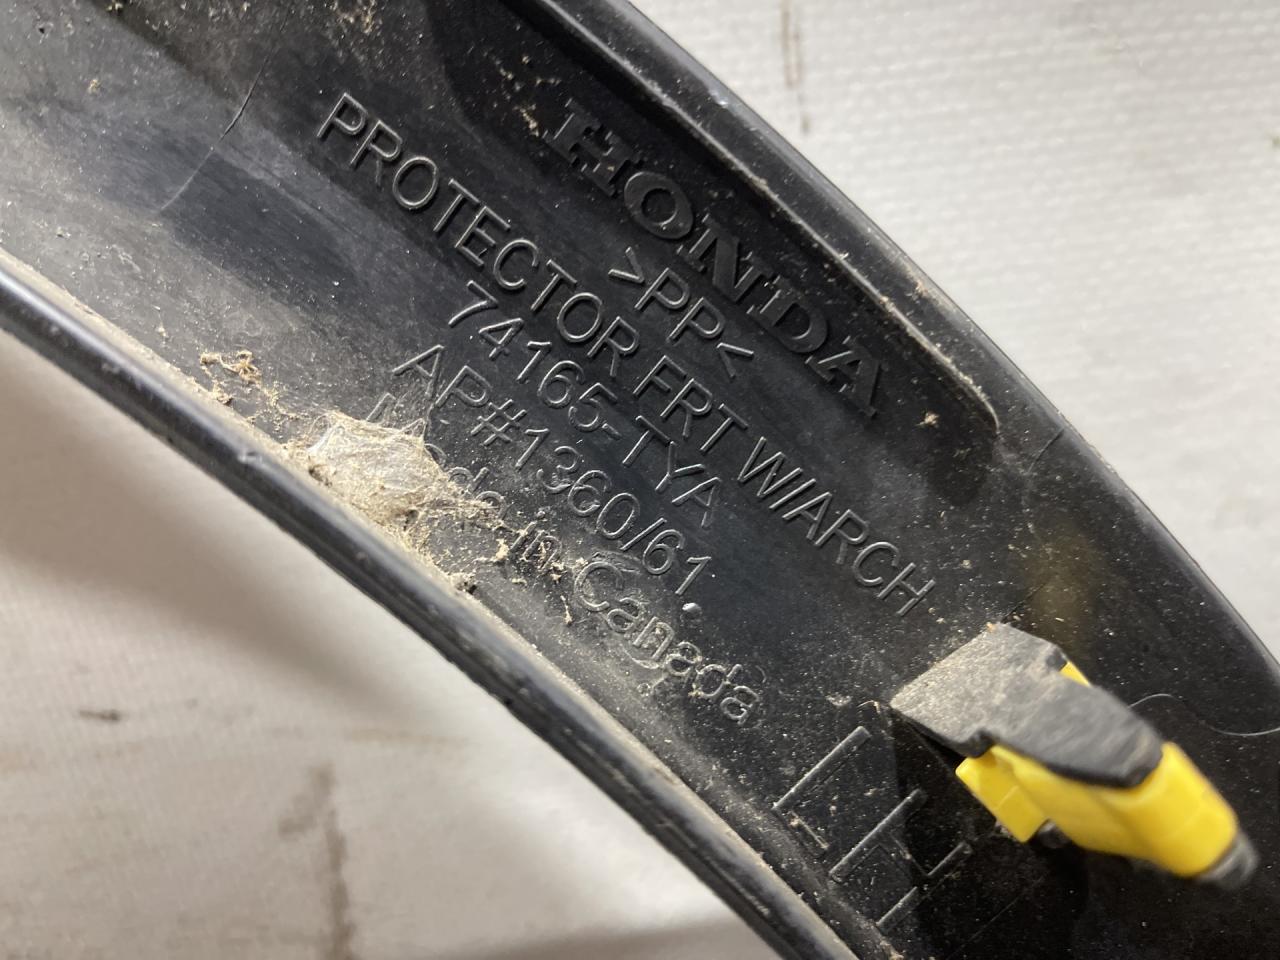 HONDA
>PP<
PROTECTOR FRT W/ARCH
74165-TYA
AP#1360/61
Made in Canada
LH